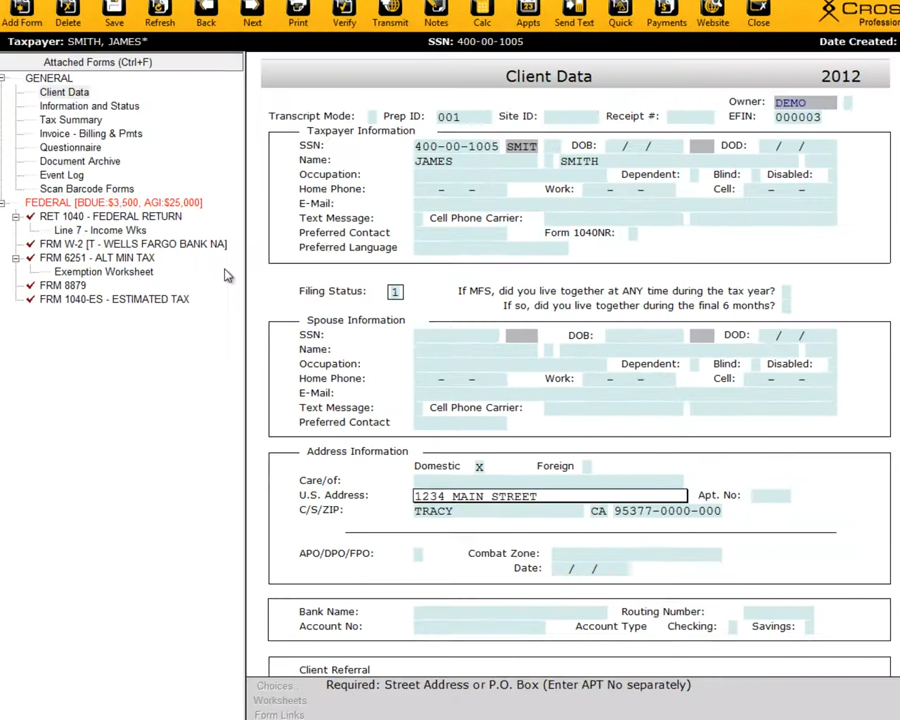 Add Form Delete Save Refresh Back Next Print Verify Transmit Notes Calc Appts Send Text Quick Payments Website Close
CROS
Professio
Taxpayer: SMITH, JAMES* SSN: 400-00-1005 Date Created:
Attached Forms (Ctrl+F)
GENERAL
Client Data
Information and Status
Tax Summary
Invoice - Billing & Pmts
Questionnaire
Document Archive
Event Log
Scan Barcode Forms
FEDERAL [BDUE:$3,500, AGI:$25,000]
RET 1040 - FEDERAL RETURN
Line 7 - Income Wks
FRM W-2 [T - WELLS FARGO BANK NA]
FRM 6251 - ALT MIN TAX
Exemption Worksheet
FRM 8879
FRM 1040-ES - ESTIMATED TAX
Client Data 2012
Owner: DEMO
Transcript Mode: Prep ID: 001 Site ID: Receipt #: EFIN: 000003
Taxpayer Information
SSN: 400-00-1005 SMIT DOB: / / DOD: / /
Name: JAMES SMITH
Occupation: Dependent: Blind: Disabled:
Home Phone: - - Work: - - Cell: - -
E-Mail:
Text Message: Cell Phone Carrier:
Preferred Contact Form 1040NR:
Preferred Language
Filing Status: 1 If MFS, did you live together at ANY time during the tax year?
If so, did you live together during the final 6 months?
Spouse Information
SSN: DOB: DOD: / /
Name:
Occupation: Dependent: Blind: Disabled:
Home Phone: - - Work: - - Cell: - -
E-Mail:
Text Message: Cell Phone Carrier:
Preferred Contact
Address Information
Domestic X Foreign
Care/of:
U.S. Address: 1234 MAIN STREET Apt. No:
C/S/ZIP: TRACY CA 95377-0000-000
APO/DPO/FPO: Combat Zone:
Date: / /
Bank Name: Routing Number:
Account No: Account Type Checking: Savings:
Client Referral
Choices
Required: Street Address or P.O. Box (Enter APT No separately)
Worksheets
Form Links